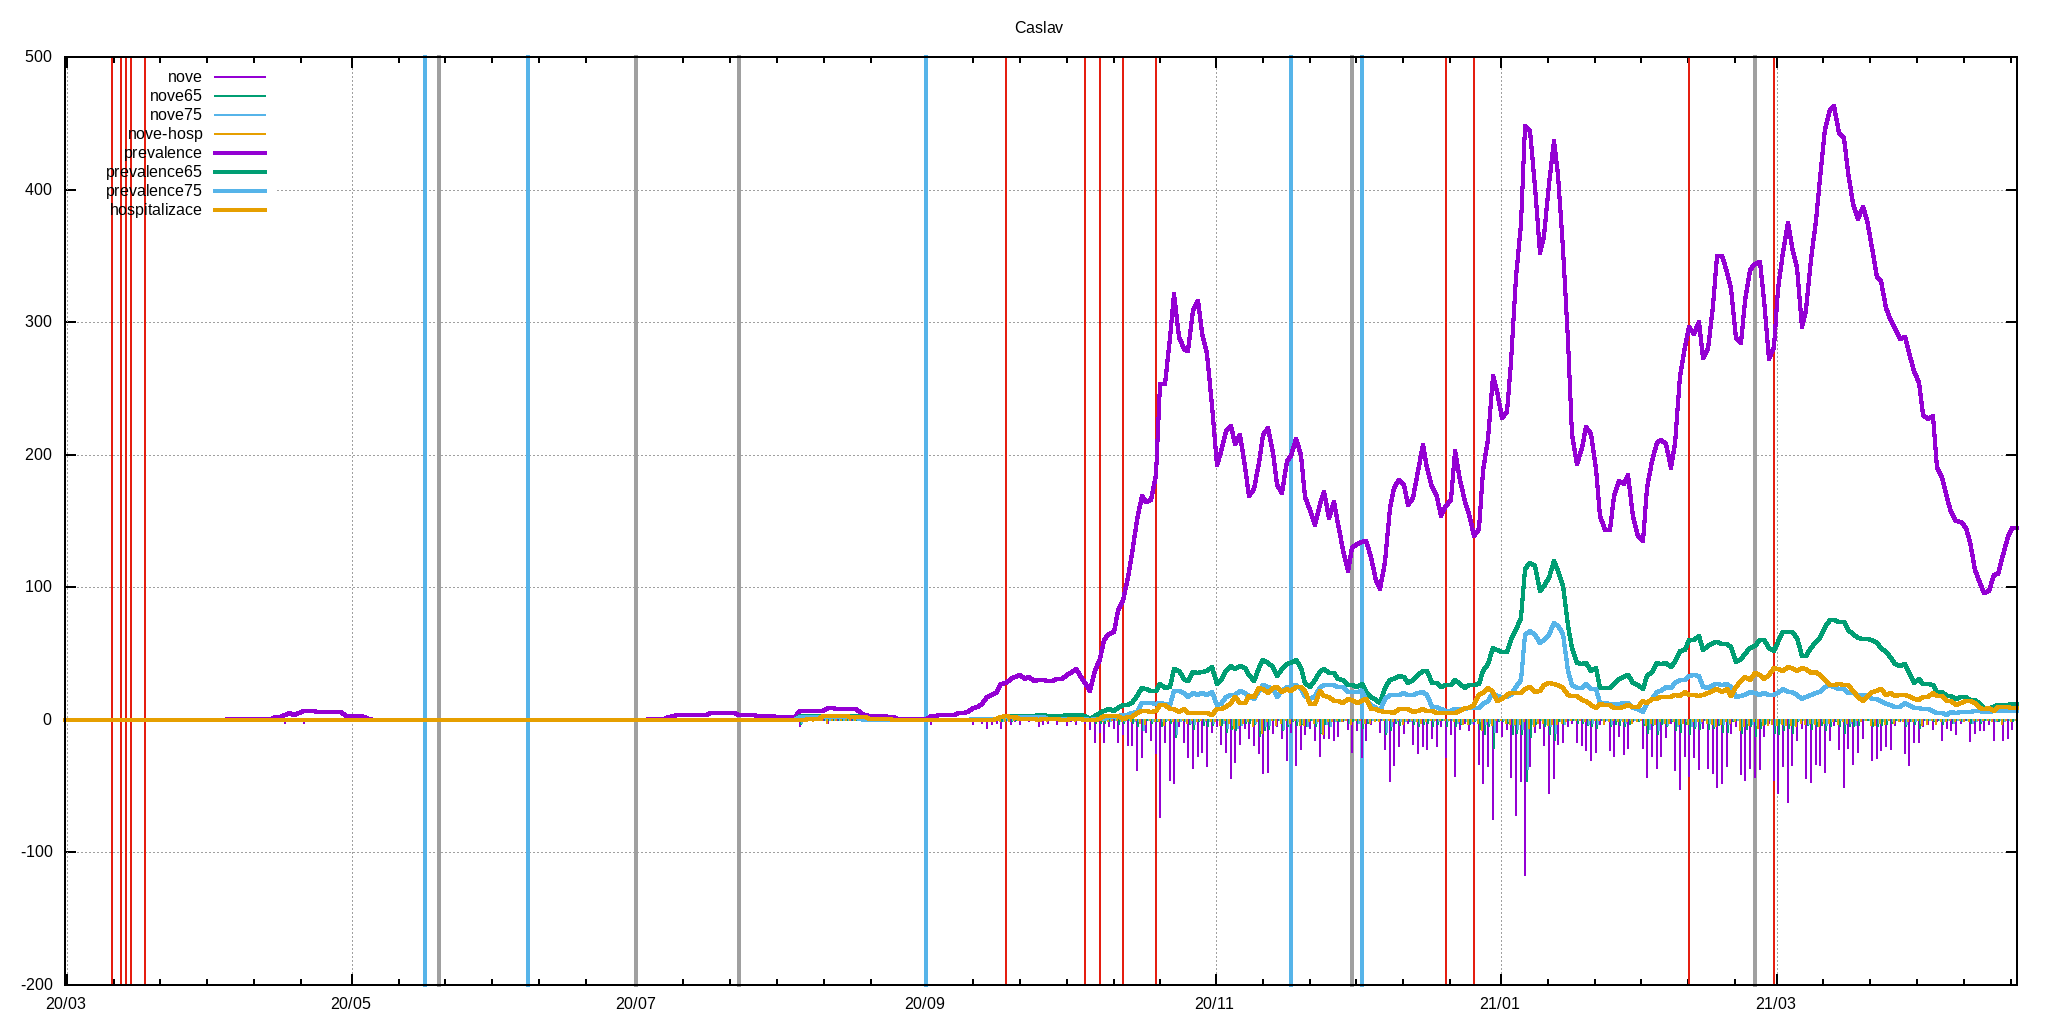 Caslav
500
nove
nove65
nove75
nove-hosp
prevalence
prevalence65
prevalence75
hospitalizace
400
300
200
100
0
-100
-200
20/03 20/05 20/07 20/09 20/11 21/01 21/03